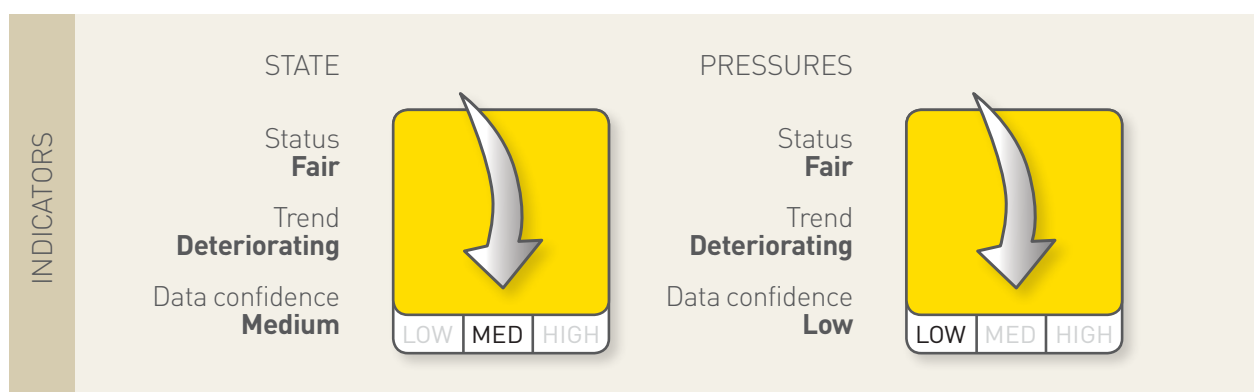 INDICATORS
STATE
Status
Fair
Trend
Deteriorating
Data confidence
Medium
LOW MED HIGH
PRESSURES
Status
Fair
Trend
Deteriorating
Data confidence
Low
LOW MED HIGH